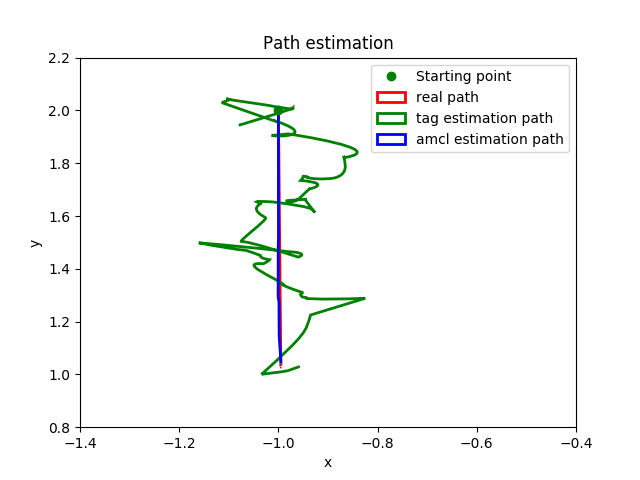 Path estimation
Starting point
real path
tag estimation path
amcl estimation path
2.2
2.0
1.8
1.6
1.4
1.2
1.0
0.8
y
−1.4
−1.2
−1.0
−0.8
−0.6
−0.4
x